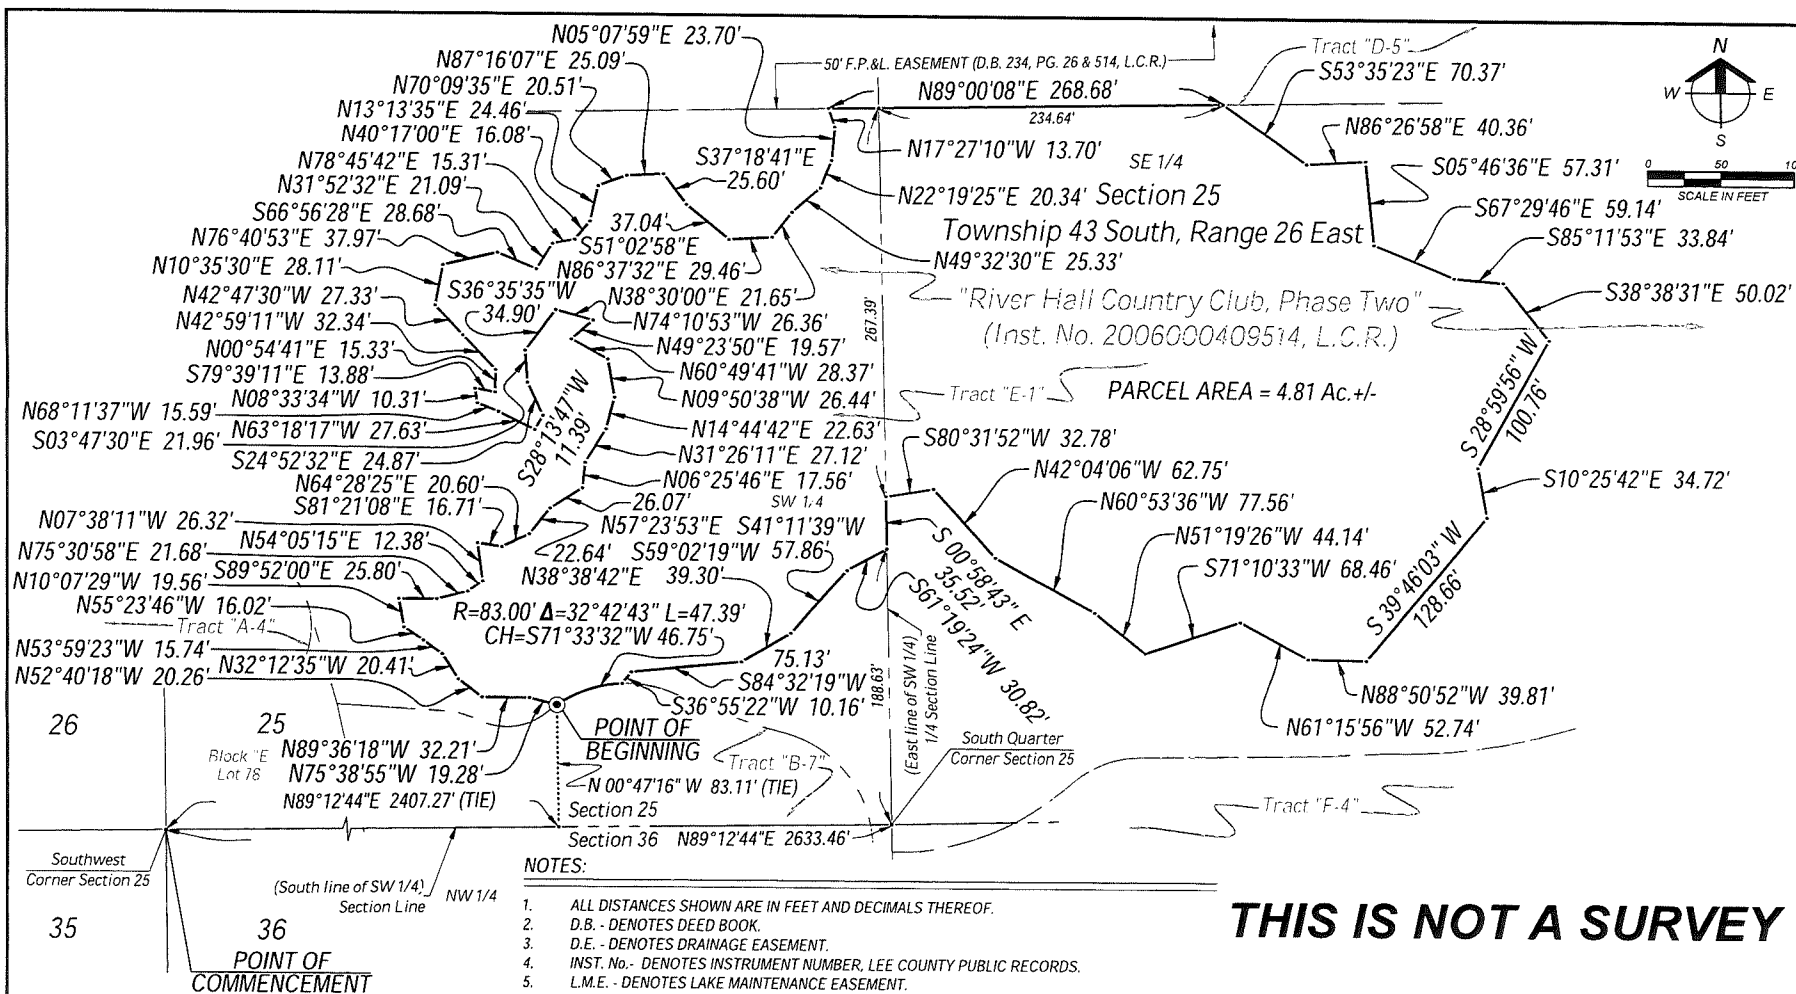 N05°07'59"E 23.70'
N87°16'07"E 25.09'
N70°09'35"E 20.51'
N13°13'35"E 24.46'
N40°17'00"E 16.08'
N78°45'42"E 15.31'
N31°52'32"E 21.09'
S66°56'28"E 28.68'
N76°40'53"E 37.97'
N10°35'30"E 28.11'
N42°47'30"W 27.33'
N42°59'11"W 32.34'
N00°54'41"E 15.33'
S79°39'11"E 13.88'
N08°33'34"W 10.31'
N68°11'37"W 15.59'
N63°18'17"W 27.63'
S03°47'30"E 21.96'
S24°52'32"E 24.87'
N64°28'25"E 20.60'
S81°21'08"E 16.71'
N07°38'11"W 26.32'
N54°05'15"E 12.38'
N75°30'58"E 21.68'
S89°52'00"E 25.80'
N10°07'29"W 19.56'
N55°23'46"W 16.02'
Tract "A-4"
N53°59'23"W 15.74'
N32°12'35"W 20.41'
N52°40'18"W 20.26'
50' F.P.&L. EASEMENT (D.B. 234, PG. 26 & 514, L.C.R.)
N89°00'08"E 268.68'
234.64'
Tract "D-5"
S53°35'23"E 70.37'
N
W E
S
0 50 10
SCALE IN FEET
S37°18'41"E
25.60'
N17°27'10"W 13.70'
SE 1/4
N86°26'58"E 40.36'
S05°46'36"E 57.31'
N22°19'25"E 20.34'
Section 25
Township 43 South, Range 26 East
S67°29'46"E 59.14'
S85°11'53"E 33.84'
37.04'
S51°02'58"E
N86°37'32"E 29.46'
N49°32'30"E 25.33'
S36°35'35"W
34.90'
N38°30'00"E 21.65'
N74°10'53"W 26.36'
N49°23'50"E 19.57'
N60°49'41"W 28.37'
N09°50'38"W 26.44'
N14°44'42"E 22.63'
N31°26'11"E 27.12'
N06°25'46"E 17.56'
S28°13'47"W
11.39'
267.39'
"River Hall Country Club, Phase Two"
(Inst. No. 2006000409514, L.C.R.)
S38°38'31"E 50.02'
Tract "E-1"
PARCEL AREA = 4.81 Ac.+/-
S 28°59'56" W
100.76'
S80°31'52"W 32.78'
N42°04'06"W 62.75'
N60°53'36"W 77.56'
N51°19'26"W 44.14'
S71°10'33"W 68.46'
S10°25'42"E 34.72'
S 39°46'03" W
128.66'
N88°50'52"W 39.81'
N61°15'56"W 52.74'
26.07'
SW 1/4
N57°23'53"E
S41°11'39"W
22.64'
S59°02'19"W 57.86'
N38°38'42"E
39.30'
R=83.00' Δ=32°42'43" L=47.39'
CH=S71°33'32"W 46.75'
75.13'
S84°32'19"W
S36°55'22"W 10.16'
S 00°58'43" E
35.52'
S61°19'24"W 30.82'
188.63'
(East line of SW 1/4)
1/4 Section Line
South Quarter
Corner Section 25
26
25
Block "E
Lot 78
N89°36'18"W 32.21'
N75°38'55"W 19.28'
N89°12'44"E 2407.27' (TIE)
POINT OF
BEGINNING
Tract "B-7"
N 00°47'16" W 83.11' (TIE)
Section 25
Section 36
N89°12'44"E 2633.46'
Tract "F-4"
Southwest
Corner Section 25
(South line of SW 1/4)
Section Line
NW 1/4
35
36
POINT OF
COMMENCEMENT
NOTES:
1. ALL DISTANCES SHOWN ARE IN FEET AND DECIMALS THEREOF.
2. D.B. - DENOTES DEED BOOK.
3. D.E. - DENOTES DRAINAGE EASEMENT.
4. INST. No.- DENOTES INSTRUMENT NUMBER, LEE COUNTY PUBLIC RECORDS.
5. L.M.E. - DENOTES LAKE MAINTENANCE EASEMENT.
THIS IS NOT A SURVEY